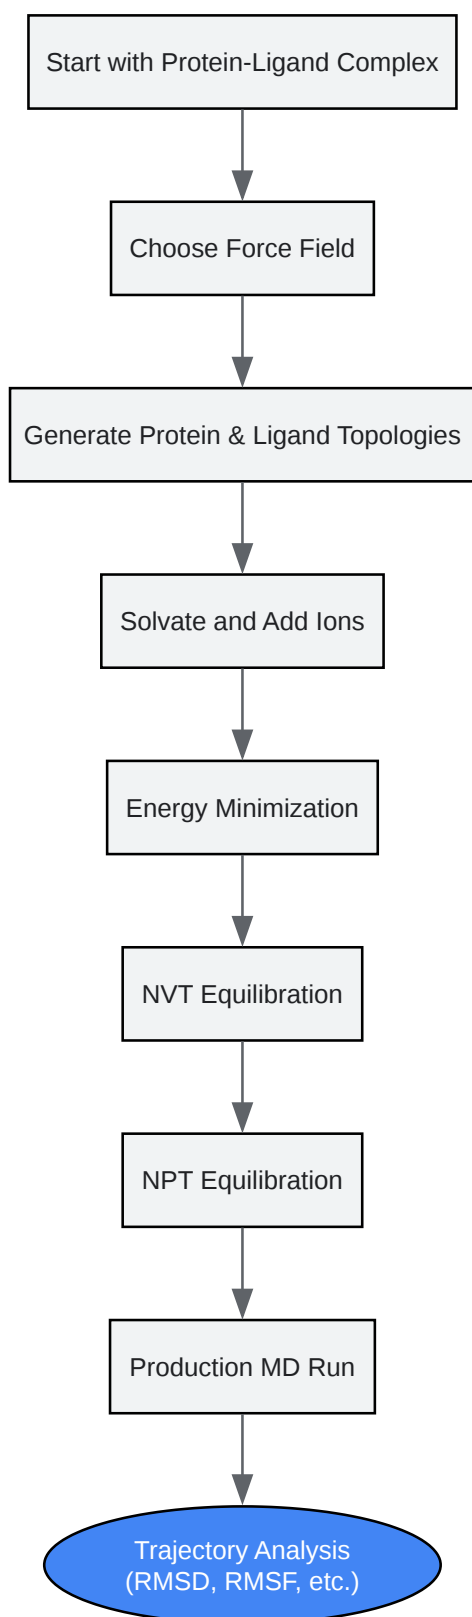 Start with Protein-Ligand Complex
Choose Force Field
Generate Protein & Ligand Topologies
Solvate and Add Ions
Energy Minimization
NVT Equilibration
NPT Equilibration
Production MD Run
Trajectory Analysis
(RMSD, RMSF, etc.)